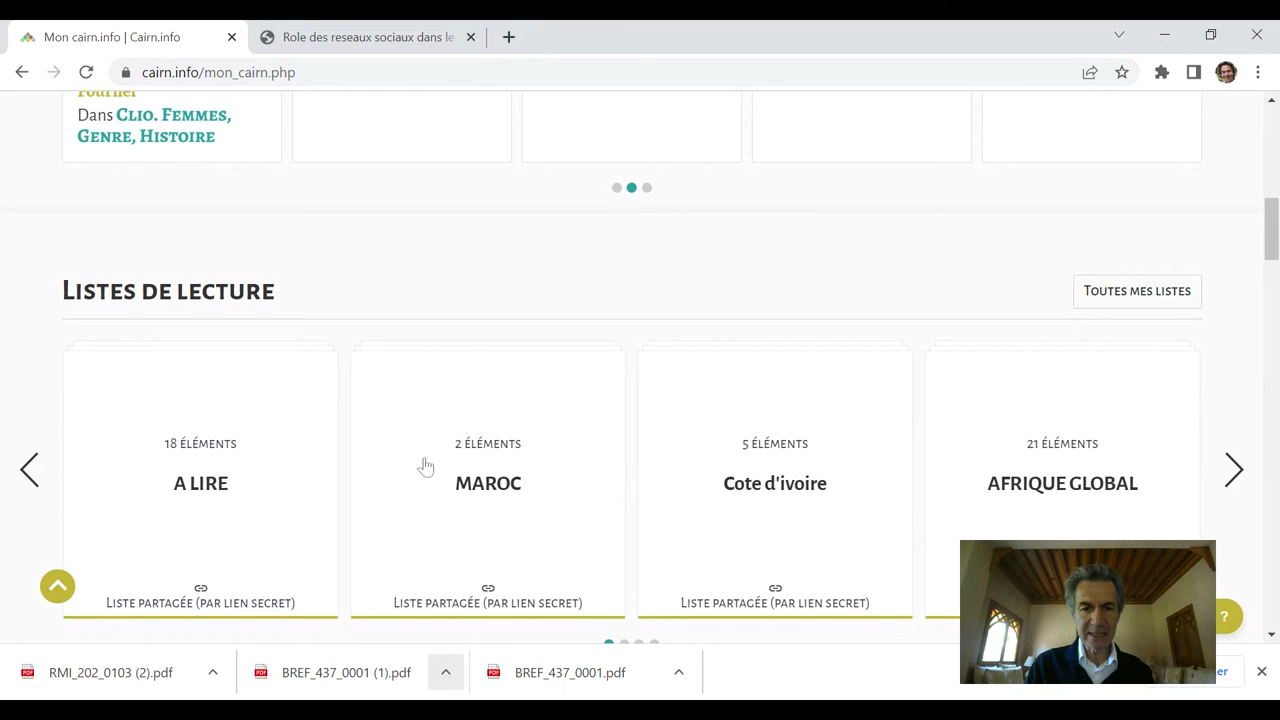 Mon cairn.info | Cairn.info
Role des reseaux sociaux dans le
cairn.info/mon_cairn.php
Fournier
Dans Clio. Femmes,
Genre, Histoire
Listes de lecture
Toutes mes listes
18 éléments
A LIRE
Liste partagée (par lien secret)
2 éléments
MAROC
Liste partagée (par lien secret)
5 éléments
Cote d'ivoire
Liste partagée (par lien secret)
21 éléments
AFRIQUE GLOBAL
?
RMI_202_0103 (2).pdf
BREF_437_0001 (1).pdf
BREF_437_0001.pdf